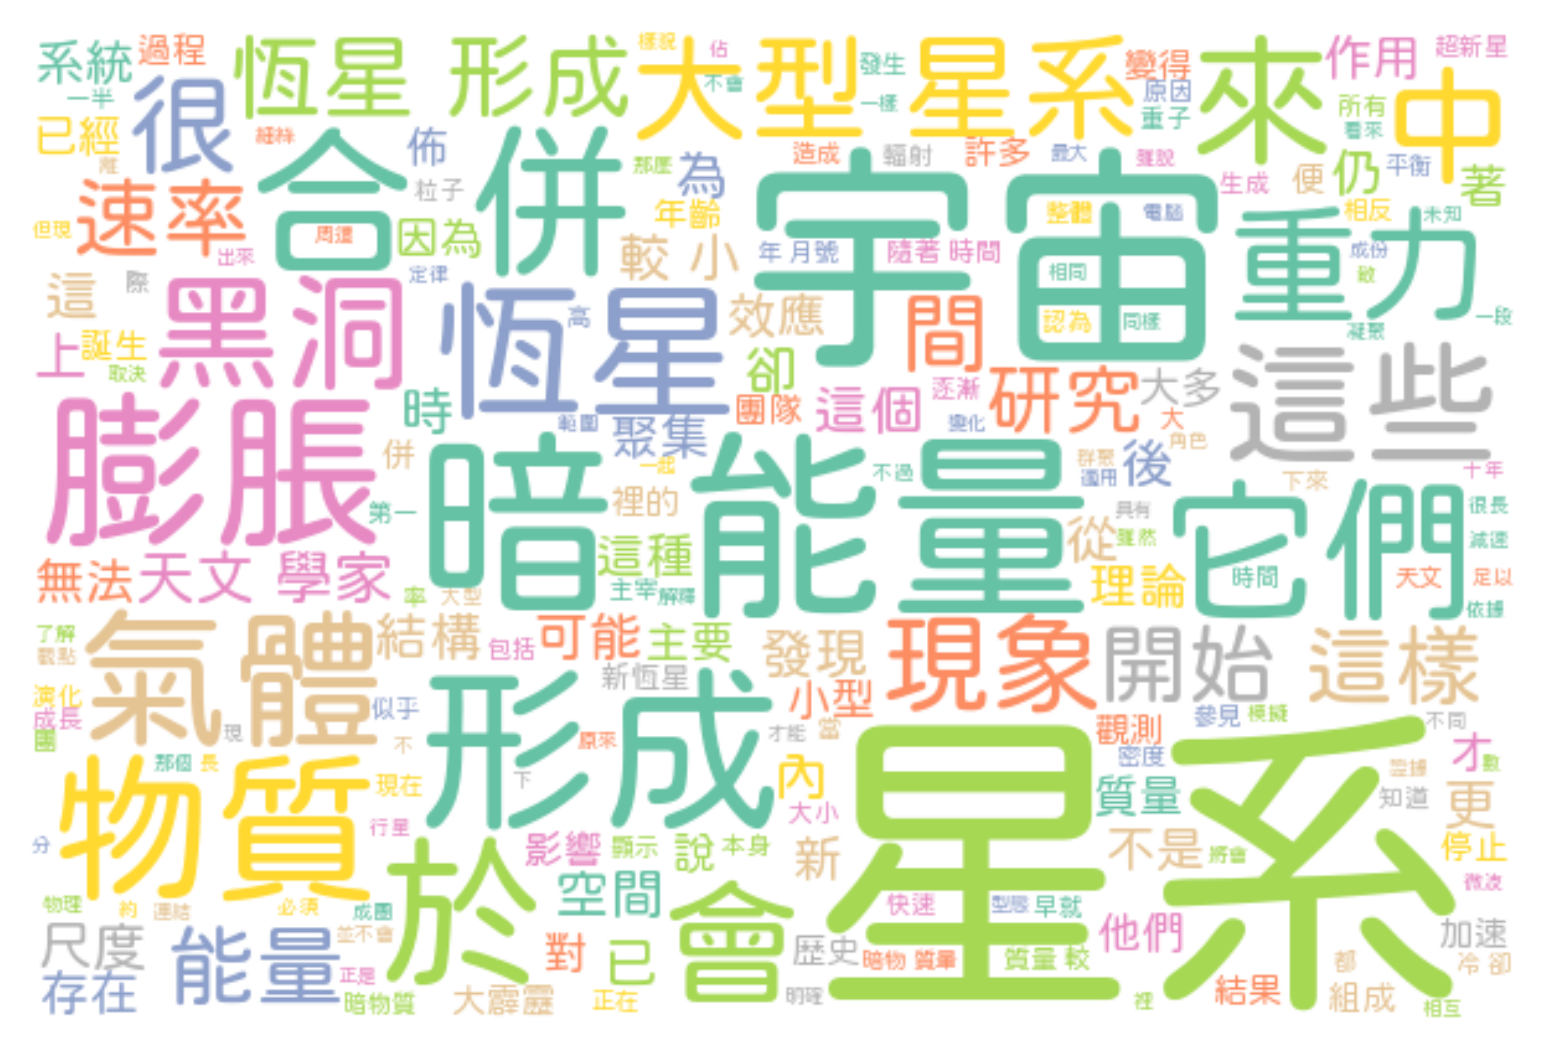 系統 過程 恆星 形成 樣說 大型 星系 佔 不會 發生 一樣 變得 原因 重子 來 作用 超新星 中
一半 已經 很 細絲 離 合併 佈 粒子 那麼 為 造成 輻射 許多 最大 雖說 生成 便 仍 所有 看來 平衡 著
速率 但現 出來 周遭 因為 年齡 定律 較小 年 月號 隨著 時間 宇宙 整體 電腦 相同 認為 同樣 相反 未知 成份 重力 凝聚 一段
這 際 黑洞 恆星 高 效應 間 這些
上 誕生 取決 時 範圍 聚集 卻 團隊 這個 逐漸 變化 研究 大多 大 角色
膨脹 併 第一 暗能量 一起 裡的 不過 群聚 後 具有 下來 十年 很長 它們 減速
無法 天文 學家 率 大型 這種 主宰 解釋 從 雖然 理論 時間 天文 足以 依據
了解 觀點 氣體 結構 包括 可能 主要 新恆星 發現 小型 現象 開始 這樣
演化 成長 團 似乎 現 不 形成 原來 才能 當 觀測 參見 模擬 密度 不同 才 數
物質 那個 長 現在 下 內 大小 星系 質量 知道 更
分 行星 於 影響 顯示 說 本身 新 不是 將會 停止 微波
物理 約 連結 必須 成團 空間 會 快速 型態 早就 他們 加速
尺度 能量 並不會 正是 對 已 歷史 暗物 質量 質量 較 都 冷 卻
存在 暗物質 大霹靂 正在 明確 裡 結果 組成 相互